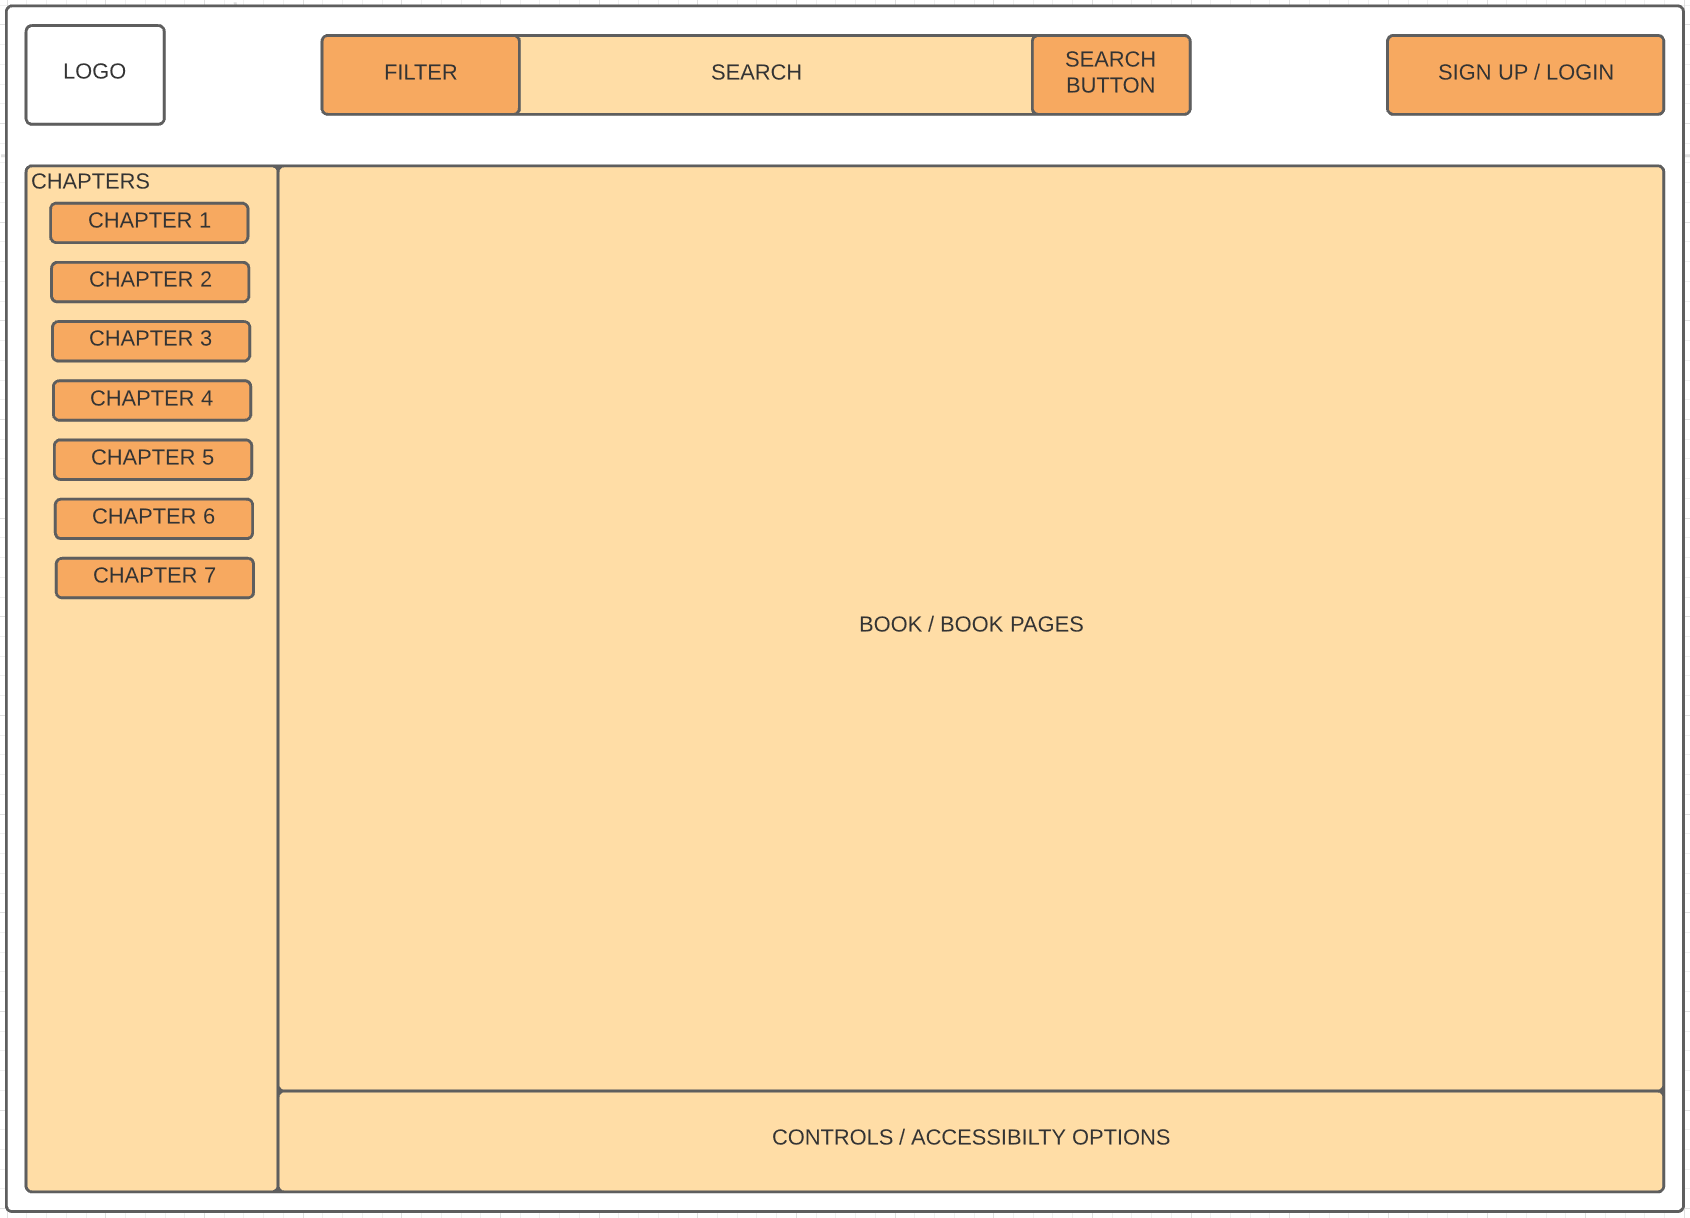 LOGO
FILTER
SEARCH
SEARCH
BUTTON
SIGN UP / LOGIN
CHAPTERS
CHAPTER 1
CHAPTER 2
CHAPTER 3
CHAPTER 4
CHAPTER 5
CHAPTER 6
CHAPTER 7
BOOK / BOOK PAGES
CONTROLS / ACCESSIBILTY OPTIONS